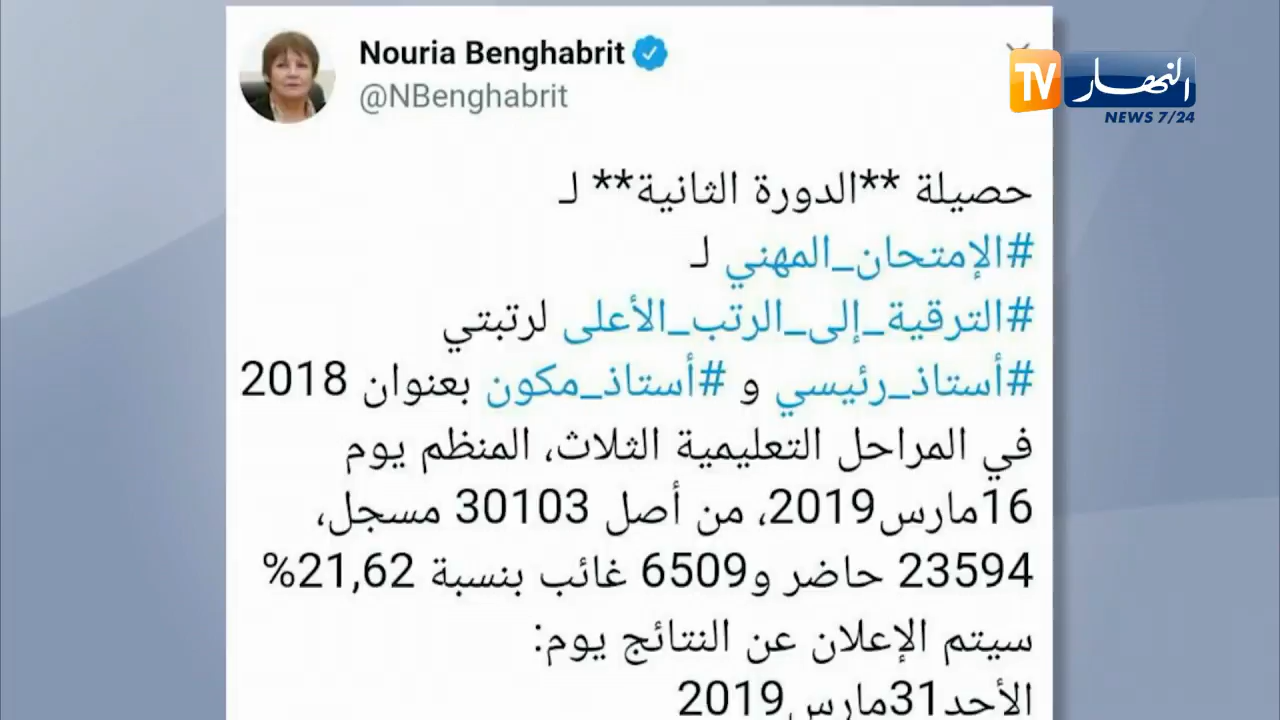 Nouria Benghabrit
@NBenghabrit
TV النهار
NEWS 7/24
حصيلة **الدورة الثانية** لـ
#الإمتحان_المهني لـ
#الترقية_إلى_الرتب_الأعلى لرتبتي
#أستاذ_رئيسي و #أستاذ_مكون بعنوان 2018
في المراحل التعليمية الثلاث، المنظم يوم
16مارس2019، من أصل 30103 مسجل،
23594 حاضر و6509 غائب بنسبة 21,62%
سيتم الإعلان عن النتائج يوم:
الأحد31مارس2019